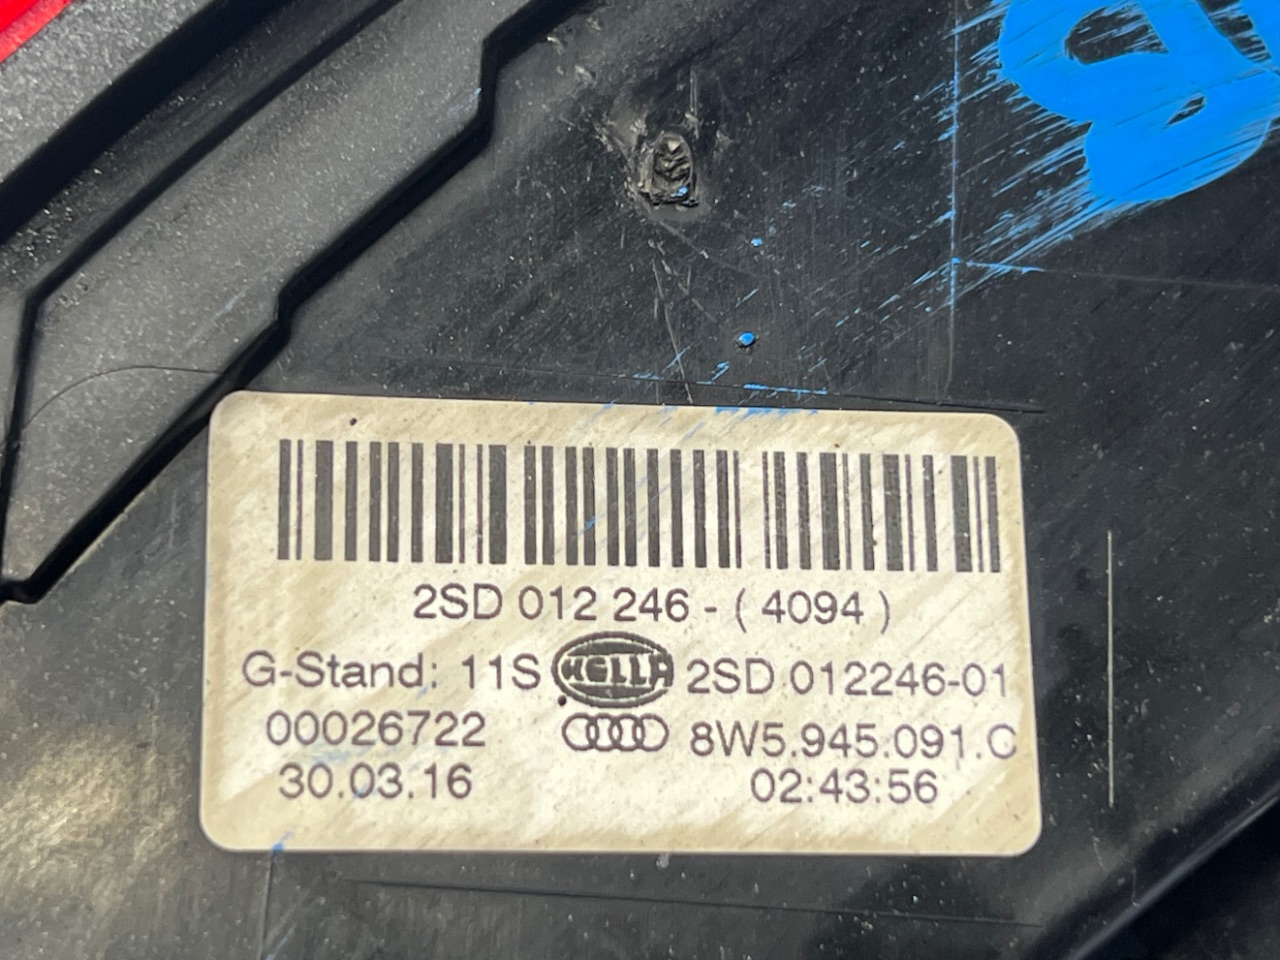 2SD 012 246 - ( 4094 )
G-Stand: 11S HELLA 2SD 012246-01
00026722 8W5.945.091.C
30.03.16 02:43:56